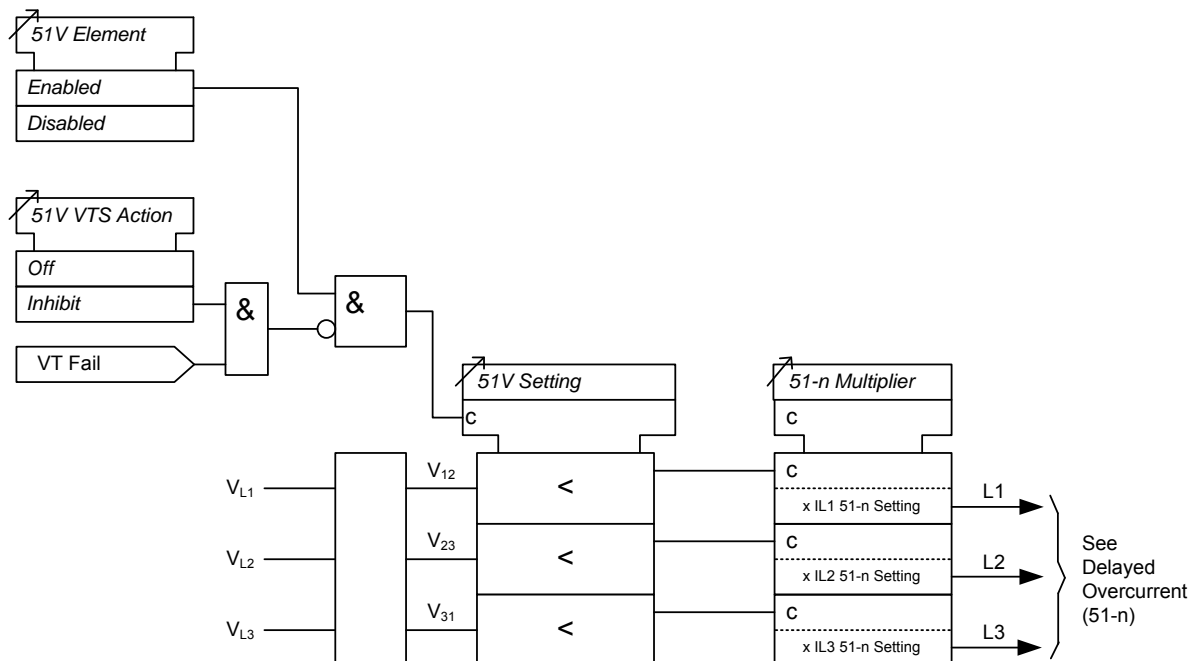 51V Element
Enabled
Disabled
51V VTS Action
Off
Inhibit
&
&
VT Fail
51V Setting
c
51-n Multiplier
c
V12
V23
V31
VL1
VL2
VL3
<
<
<
c
x IL1 51-n Setting
c
x IL2 51-n Setting
c
x IL3 51-n Setting
L1
L2
L3
See
Delayed
Overcurrent
(51-n)